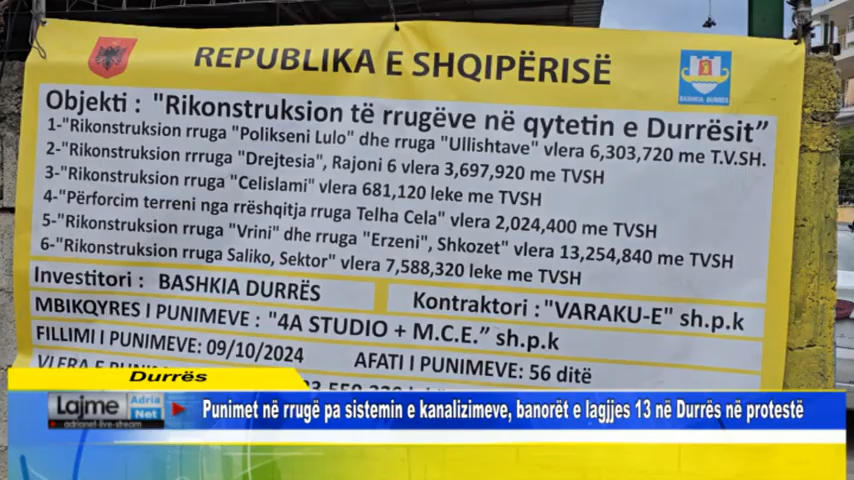 REPUBLIKA E SHQIPËRISË
BASHKIA DURRËS
Objekti : "Rikonstruksion të rrugëve në qytetin e Durrësit”
1-"Rikonstruksion rruga "Polikseni Lulo" dhe rruga "Ullishtave" vlera 6,303,720 me T.V.SH.
2-"Rikonstruksion rrruga "Drejtesia", Rajoni 6 vlera 3,697,920 me TVSH
3-"Rikonstruksion rruga "Celislami" vlera 681,120 leke me TVSH
4-"Përforcim terreni nga rrëshqitja rruga Telha Cela" vlera 2,024,400 me TVSH
5-"Rikonstruksion rruga "Vrini" dhe rruga "Erzeni", Shkozet" vlera 13,254,840 me TVSH
6-"Rikonstruksion rruga Saliko, Sektor" vlera 7,588,320 leke me TVSH
Investitori : BASHKIA DURRËS
Kontraktori : "VARAKU-E" sh.p.k
MBIKQYRES I PUNIMEVE : "4A STUDIO + M.C.E.” sh.p.k
FILLIMI I PUNIMEVE: 09/10/2024 AFATI I PUNIMEVE: 56 ditë
VLERA E
Durrës
Lajme Adria Net
adrianet-live-stream
Punimet në rrugë pa sistemin e kanalizimeve, banorët e lagjjes 13 në Durrës në protestë